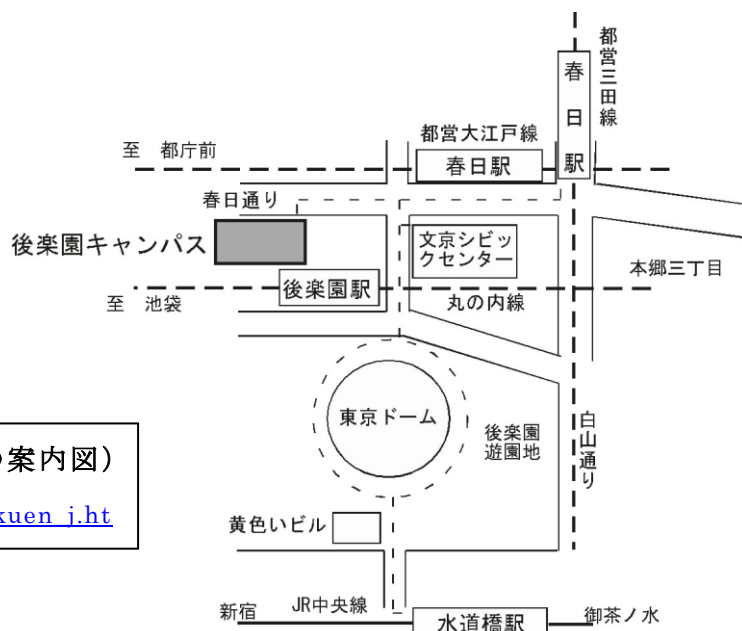 都営三田線
春日駅
都営大江戸線
至 都庁前
春日駅
春日通り
後楽園キャンパス
文京シビッ
クセンター
本郷三丁目
後楽園駅
至 池袋
丸の内線
東京ドーム
後楽園
遊園地
白山通り
案内図)
kuen_j.ht
黄色いビル
新宿
JR中央線
水道橋駅
御茶ノ水